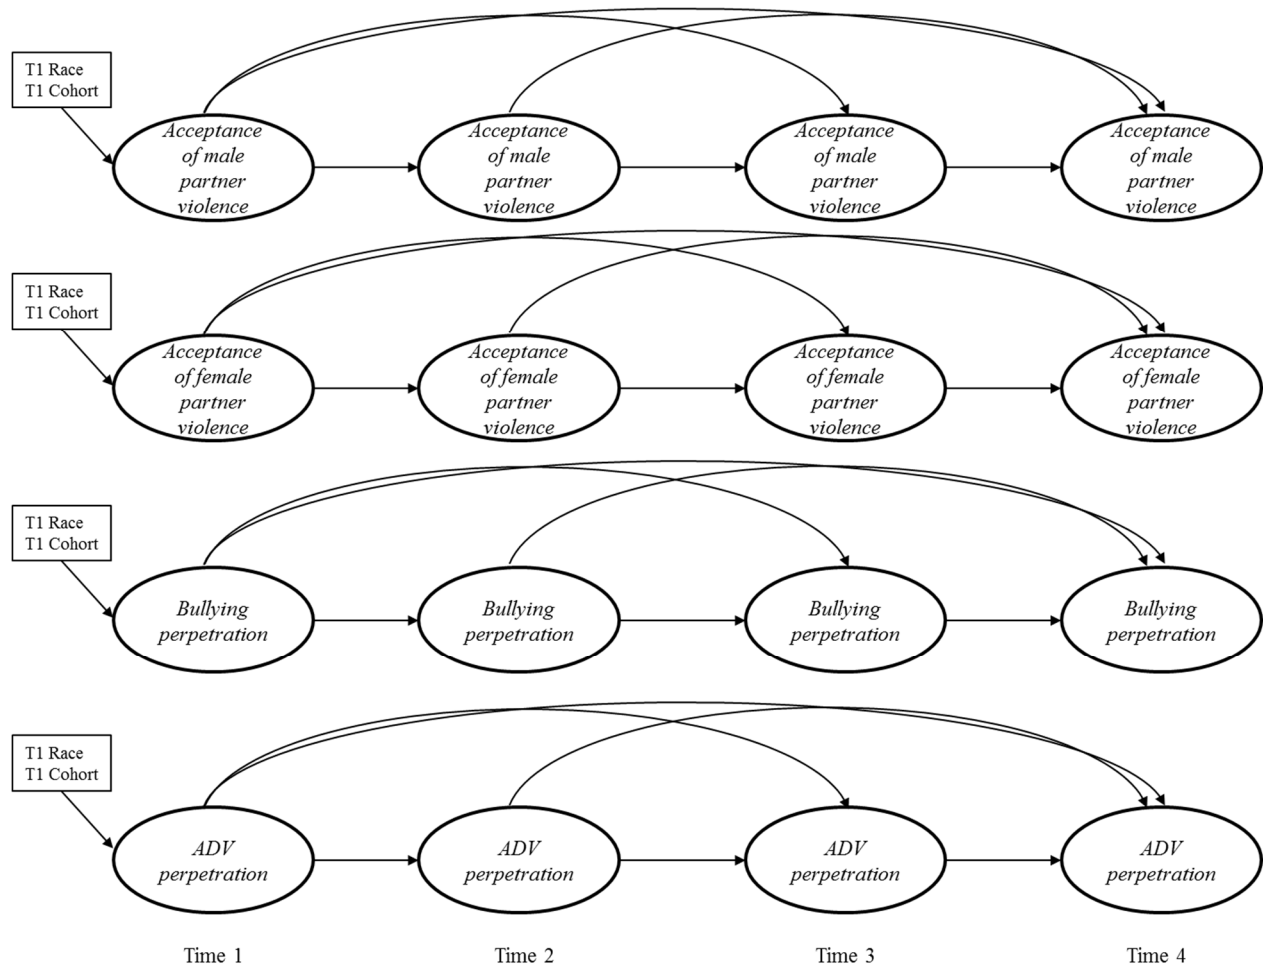 T1 Race
T1 Cohort
Acceptance
of male
partner
violence
Acceptance
of male
partner
violence
Acceptance
of male
partner
violence
Acceptance
of male
partner
violence
T1 Race
T1 Cohort
Acceptance
of female
partner
violence
Acceptance
of female
partner
violence
Acceptance
of female
partner
violence
Acceptance
of female
partner
violence
T1 Race
T1 Cohort
Bullying
perpetration
Bullying
perpetration
Bullying
perpetration
Bullying
perpetration
T1 Race
T1 Cohort
ADV
perpetration
ADV
perpetration
ADV
perpetration
ADV
perpetration
Time 1
Time 2
Time 3
Time 4